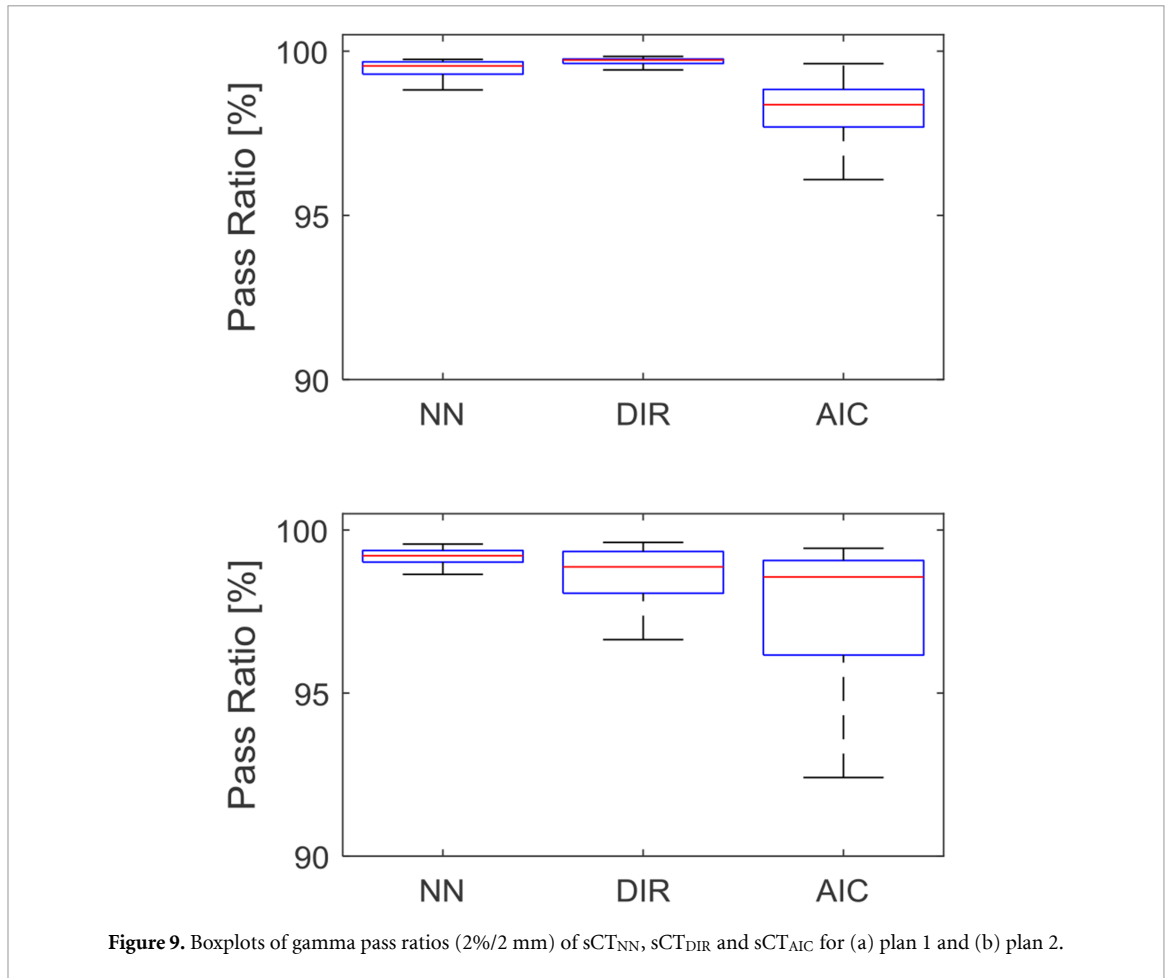 Pass Ratio [%]
100
95
90
NN DIR AIC
Pass Ratio [%]
100
95
90
NN DIR AIC
Figure 9. Boxplots of gamma pass ratios (2%/2 mm) of sCTNN, sCTDIR and sCTAIC for (a) plan 1 and (b) plan 2.